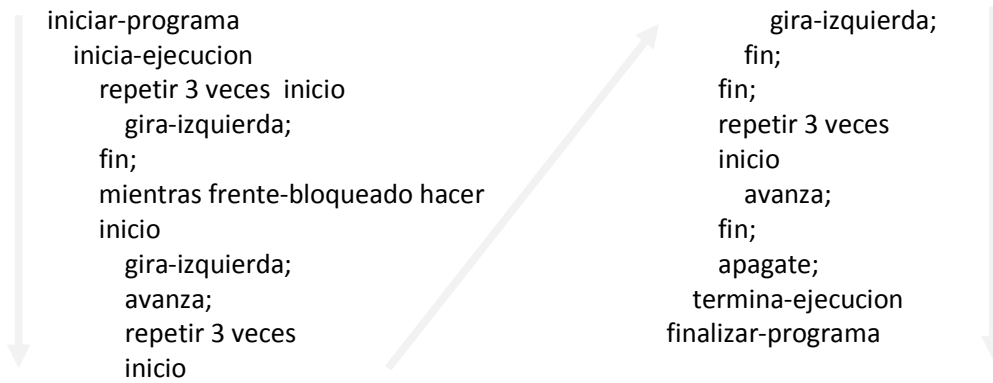 iniciar-programa
inicia-ejecucion
repetir 3 veces inicio
gira-izquierda;
fin;
mientras frente-bloqueado hacer
inicio
gira-izquierda;
avanza;
repetir 3 veces
inicio
gira-izquierda;
fin;
fin;
repetir 3 veces
inicio
avanza;
fin;
apagate;
termina-ejecucion
finalizar-programa